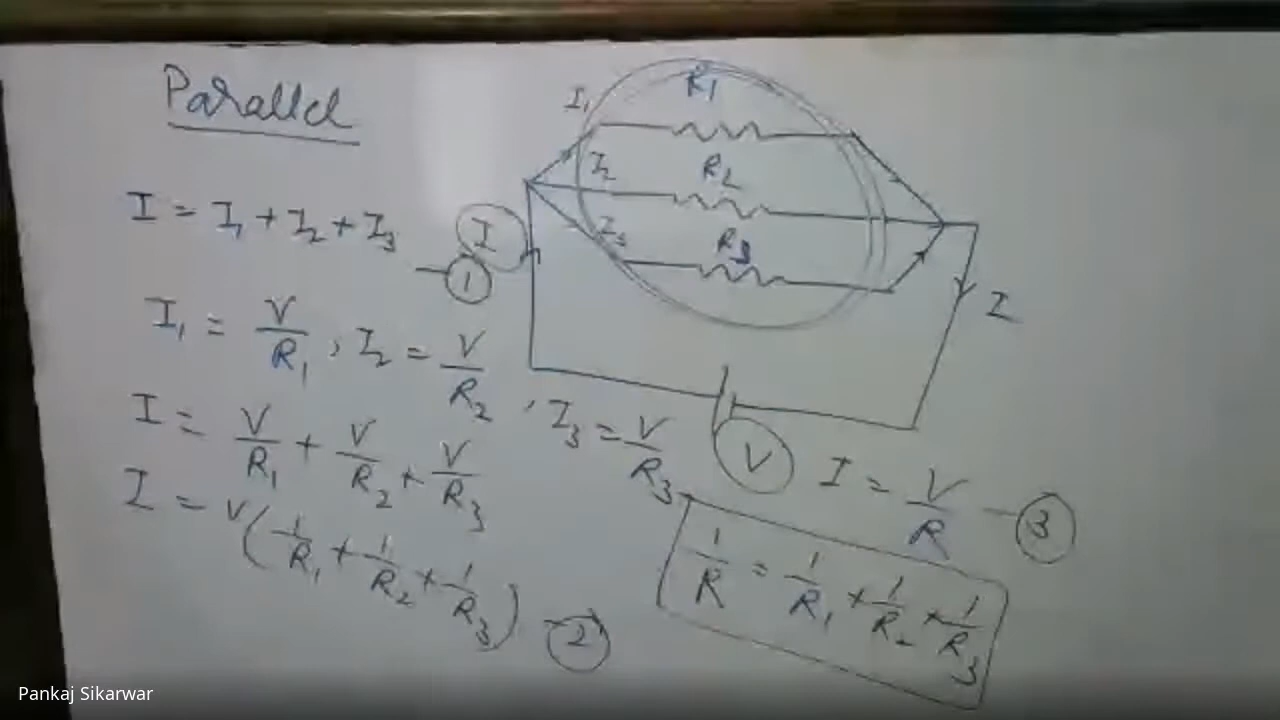 Parallel
I = I₁ + I₂ + I₃ — ①
I₁ = V/R₁ , I₂ = V/R₂ , I₃ = V/R₃
I = V/R₁ + V/R₂ + V/R₃
I = V(1/R₁ + 1/R₂ + 1/R₃) — ②
R₁
I₁
R₂
I₂
R₃
I₃
I
I
V
I = V/R — ③
1/R = 1/R₁ + 1/R₂ + 1/R₃
Pankaj Sikarwar